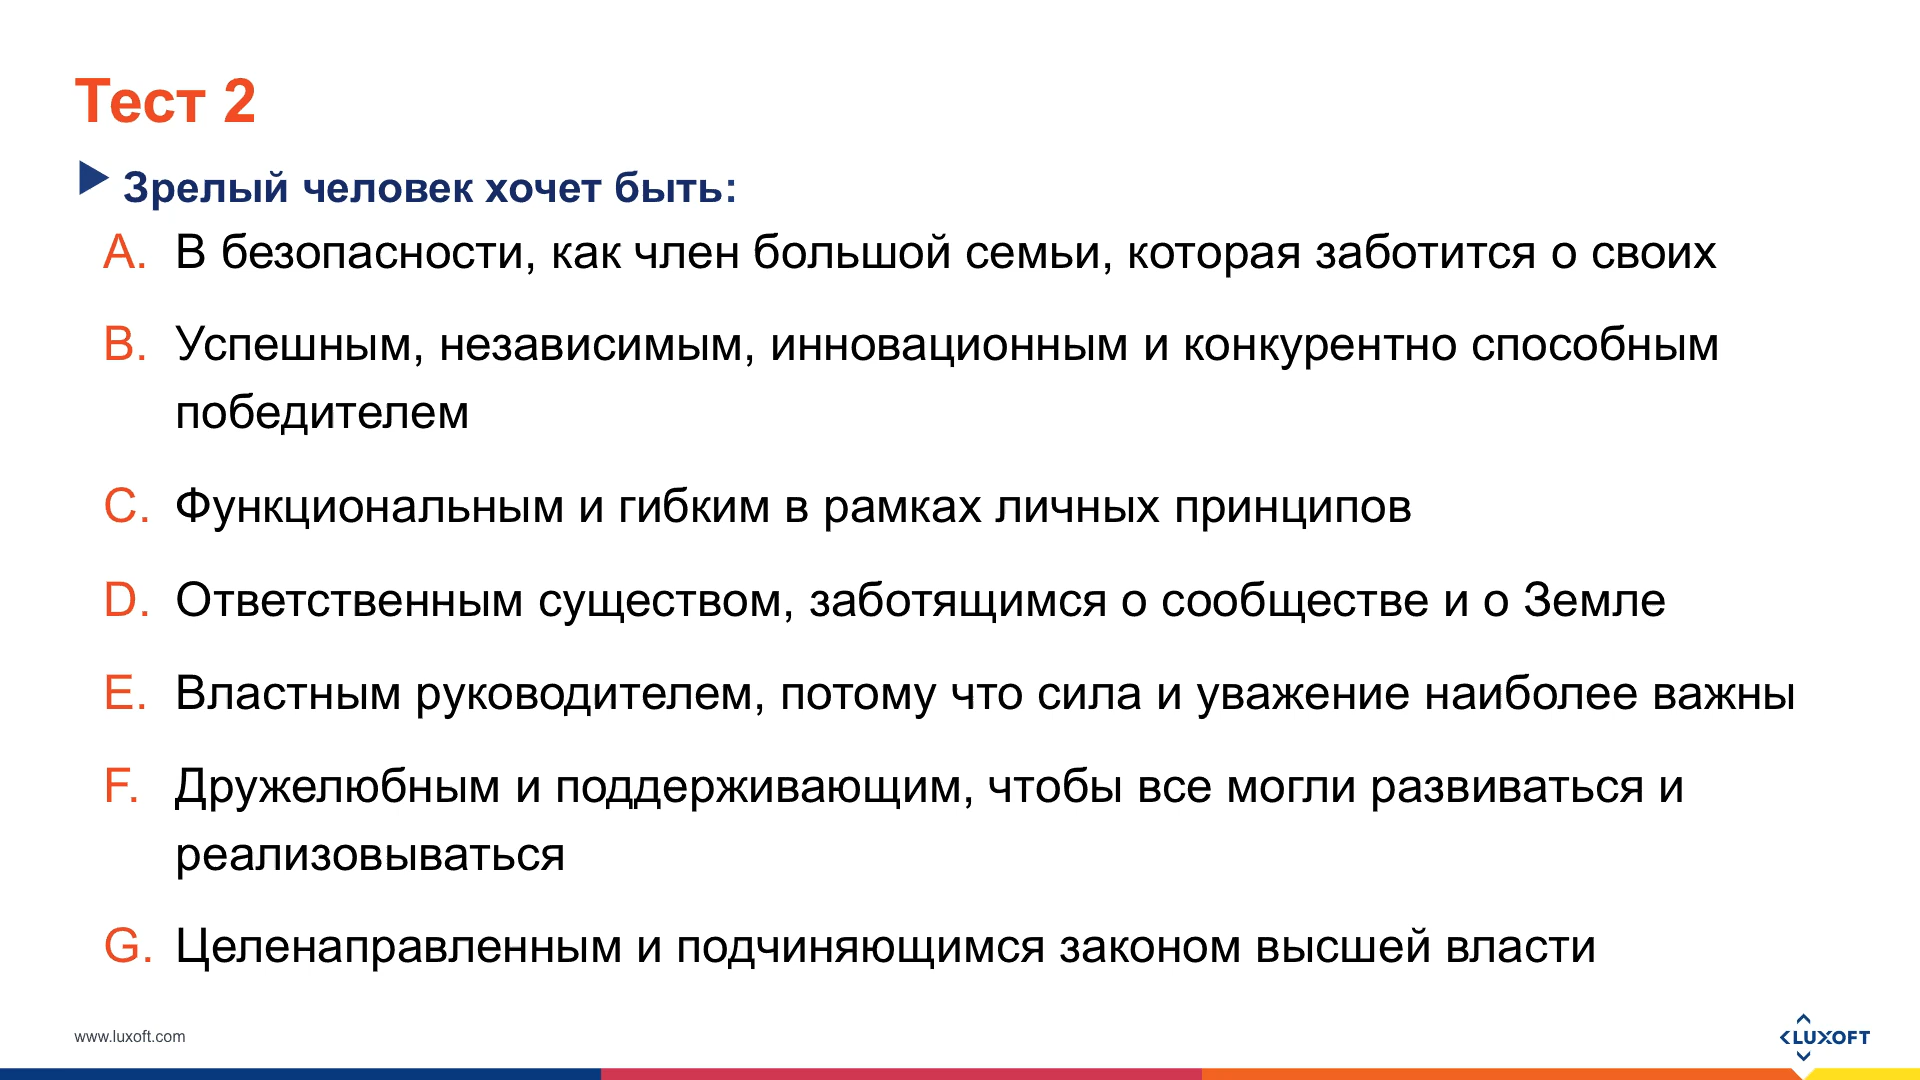 Тест 2
Зрелый человек хочет быть:
A. В безопасности, как член большой семьи, которая заботится о своих
B. Успешным, независимым, инновационным и конкурентно способным
победителем
C. Функциональным и гибким в рамках личных принципов
D. Ответственным существом, заботящимся о сообществе и о Земле
E. Властным руководителем, потому что сила и уважение наиболее важны
F. Дружелюбным и поддерживающим, чтобы все могли развиваться и
реализовываться
G. Целенаправленным и подчиняющимся законом высшей власти
www.luxoft.com
LUXOFT